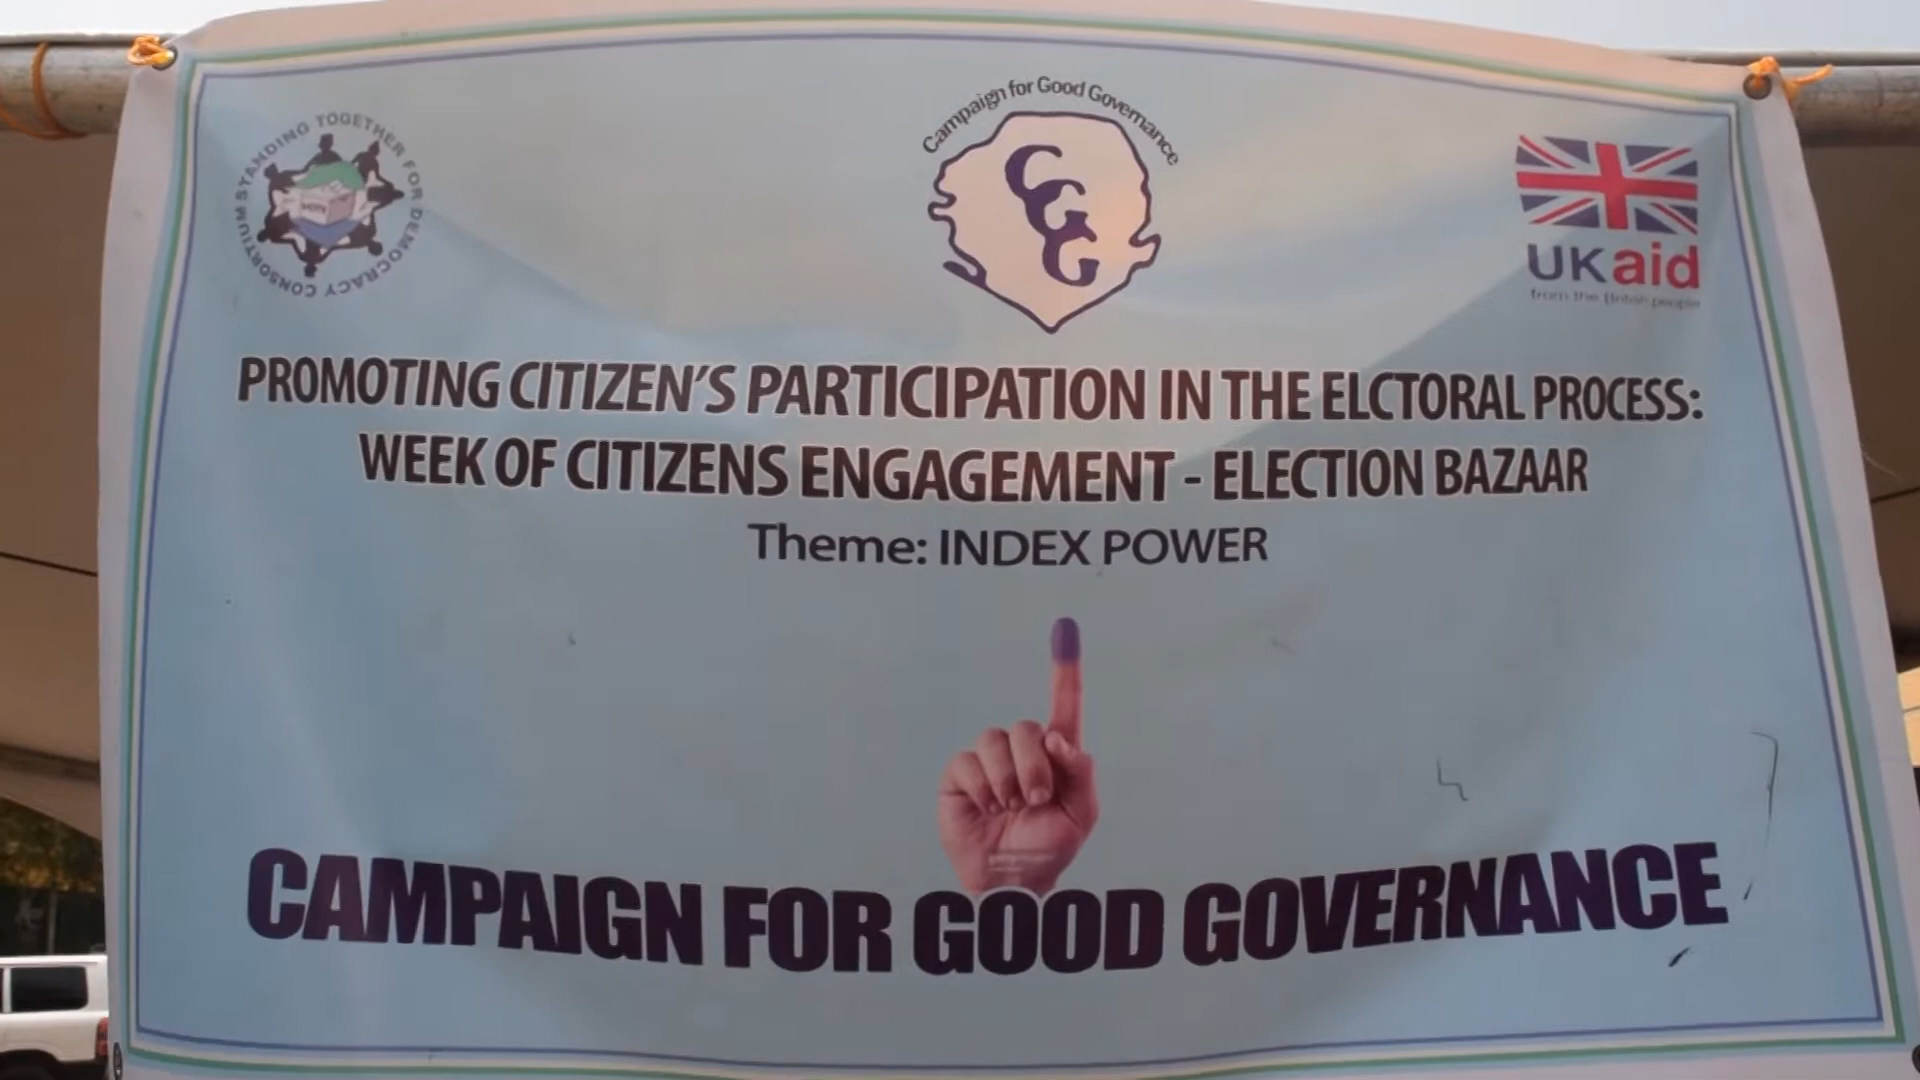 STANDING TOGETHER FOR DEMOCRACY CONSORTIUM
VOTE
Campaign for Good Governance
CGG
UKaid
from the British people
PROMOTING CITIZEN'S PARTICIPATION IN THE ELCTORAL PROCESS:
WEEK OF CITIZENS ENGAGEMENT - ELECTION BAZAAR
Theme: INDEX POWER
CAMPAIGN FOR GOOD GOVERNANCE